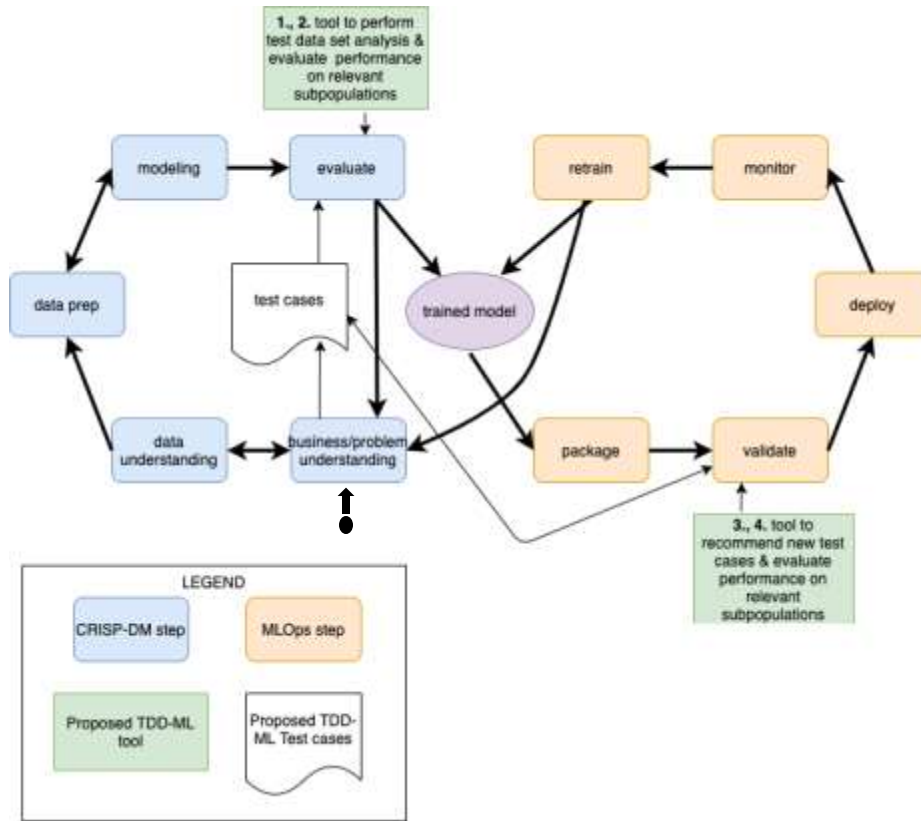 1., 2. tool to perform
test data set analysis &
evaluate performance
on relevant
subpopulations
modeling
evaluate
retrain
monitor
data prep
test cases
trained model
deploy
data
understanding
business/problem
understanding
package
validate
3., 4. tool to
recommend new test
cases & evaluate
performance on
relevant
subpopulations
LEGEND
CRISP-DM step
MLOps step
Proposed TDD-ML
tool
Proposed TDD-
ML Test cases